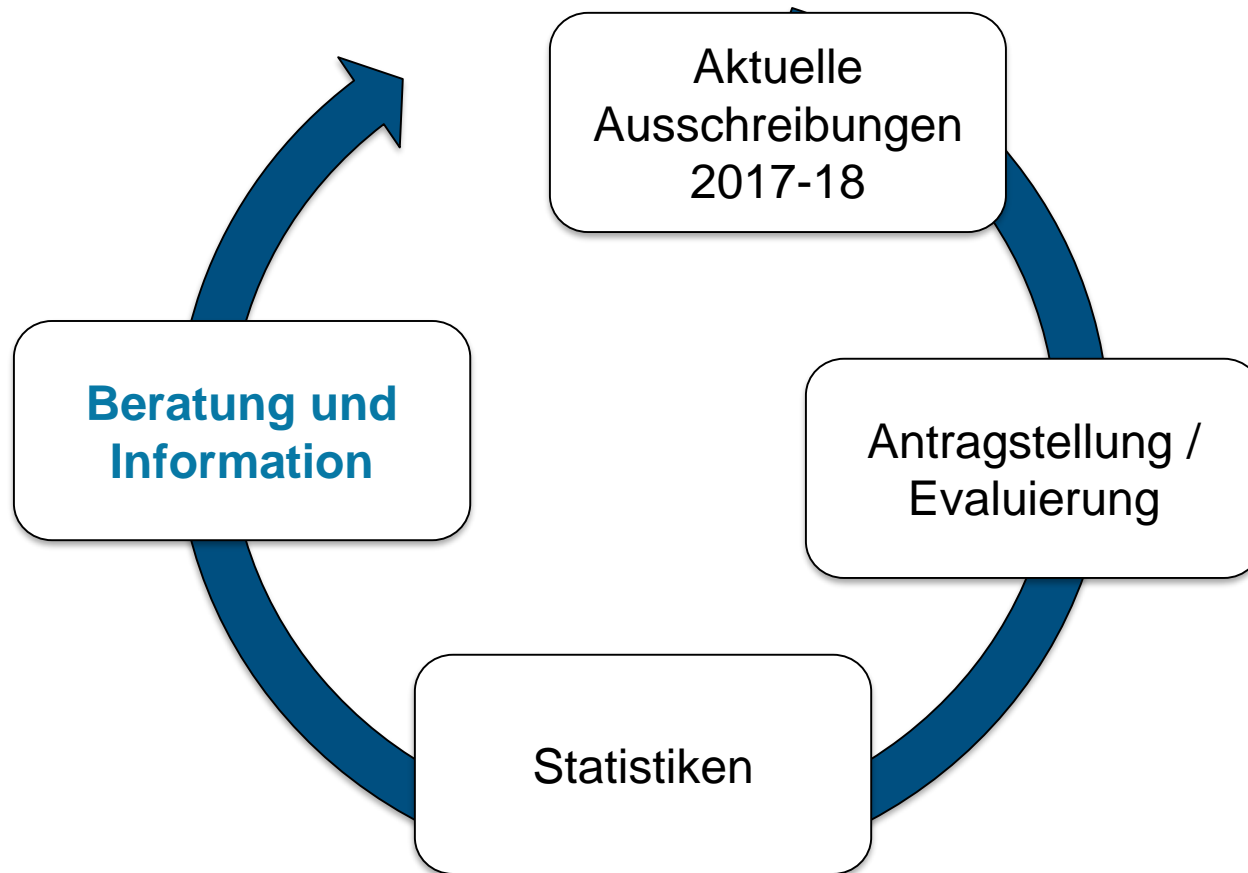 Aktuelle
Ausschreibungen
2017-18
Beratung und
Information
Antragstellung /
Evaluierung
Statistiken